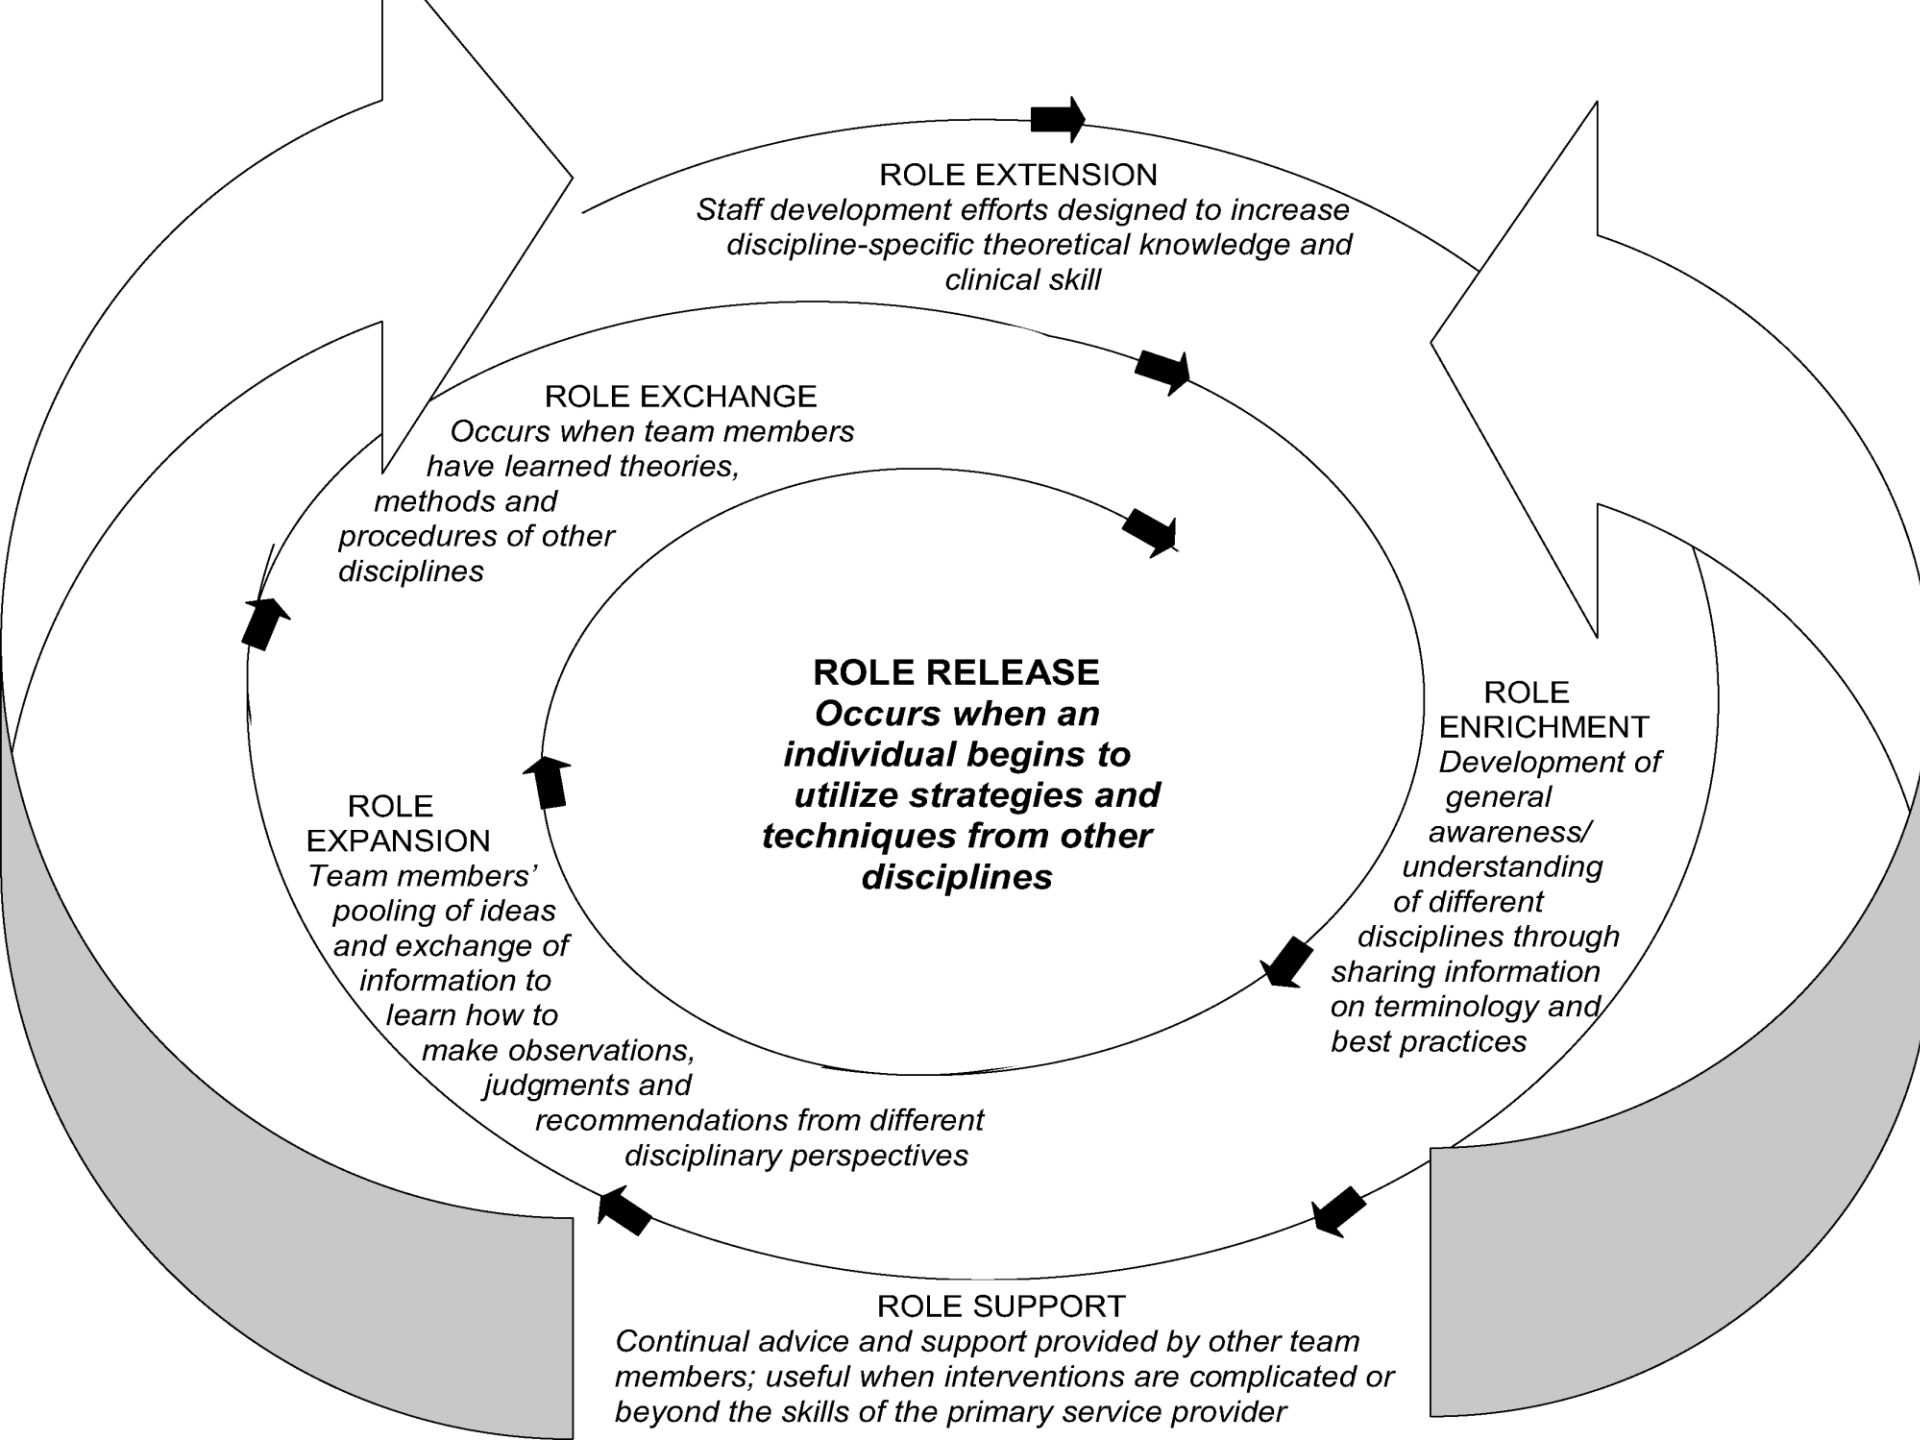 ROLE EXTENSION
Staff development efforts designed to increase
discipline-specific theoretical knowledge and
clinical skill
ROLE EXCHANGE
Occurs when team members
have learned theories,
methods and
procedures of other
disciplines
ROLE RELEASE
Occurs when an
individual begins to
utilize strategies and
techniques from other
disciplines
ROLE
ENRICHMENT
Development of
general
awareness/
understanding
of different
disciplines through
sharing information
on terminology and
best practices
ROLE
EXPANSION
Team members’
pooling of ideas
and exchange of
information to
learn how to
make observations,
judgments and
recommendations from different
disciplinary perspectives
ROLE SUPPORT
Continual advice and support provided by other team
members; useful when interventions are complicated or
beyond the skills of the primary service provider